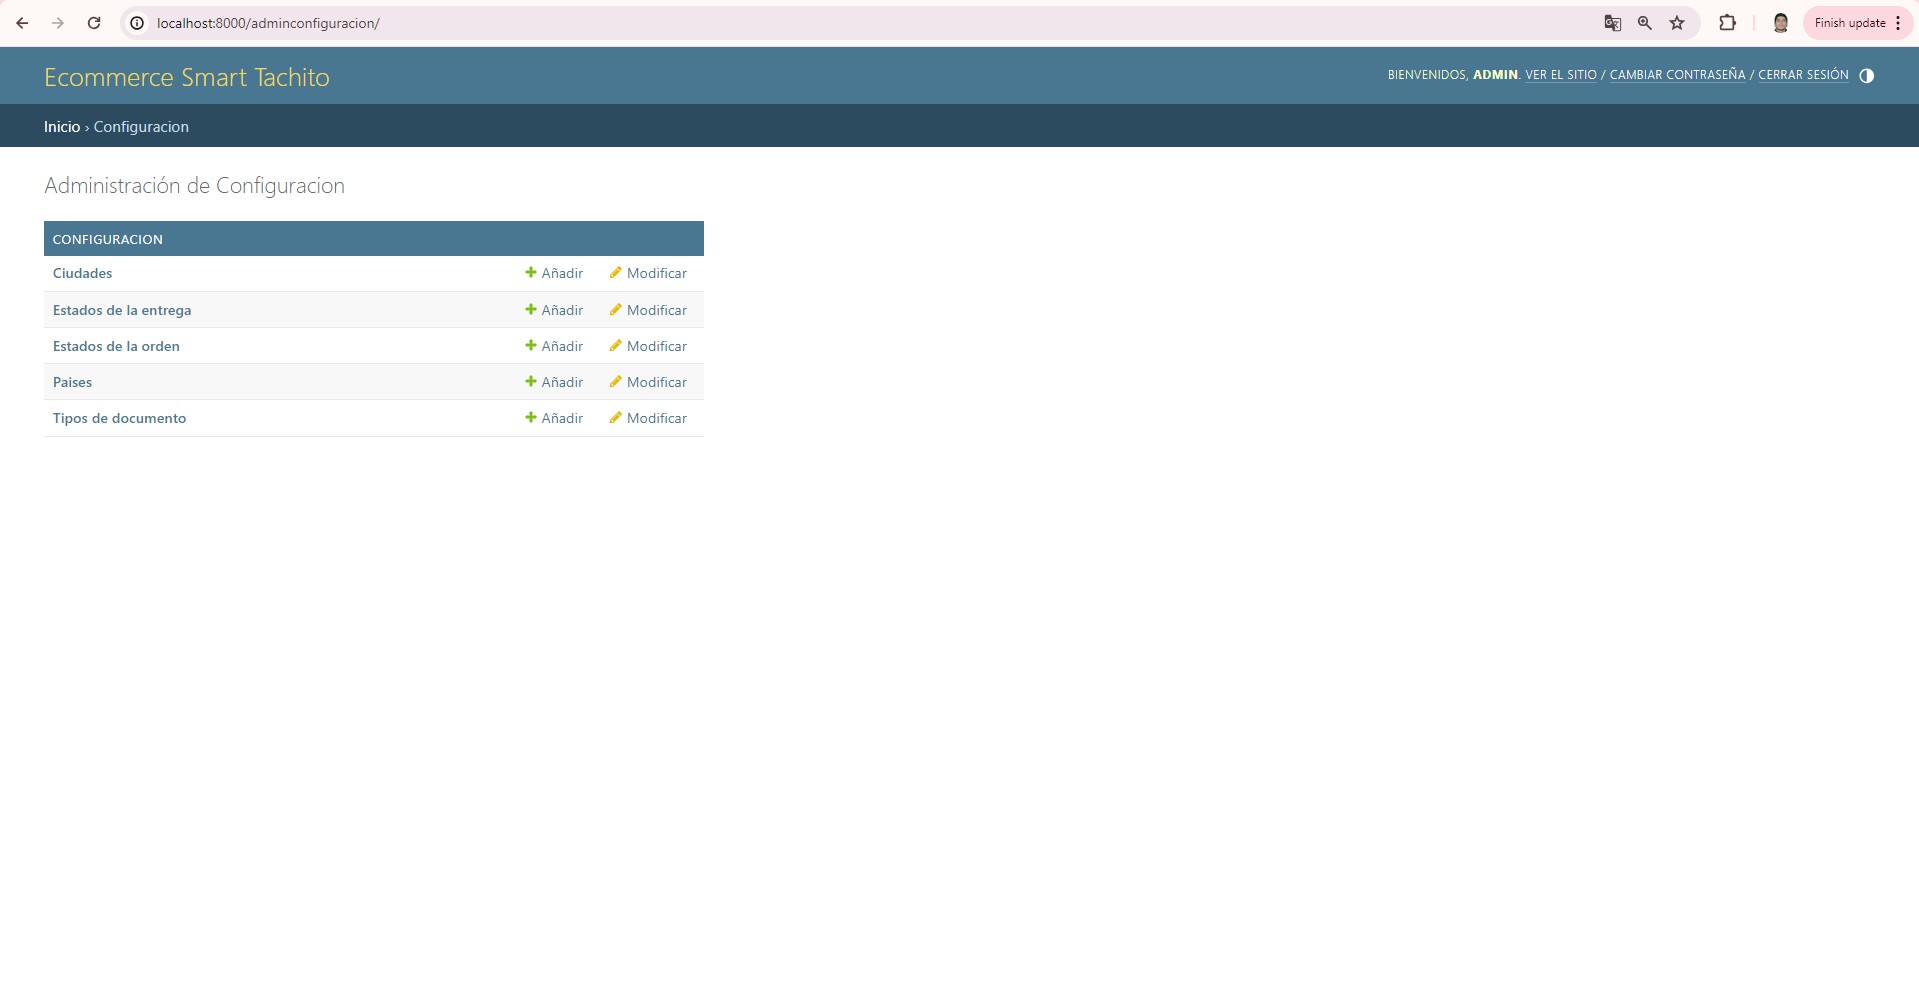 localhost:8000/adminconfiguracion/
Finish update
Ecommerce Smart Tachito
BIENVENIDOS, ADMIN. VER EL SITIO / CAMBIAR CONTRASEÑA / CERRAR SESIÓN
Inicio › Configuracion
Administración de Configuracion
CONFIGURACION
Ciudades Añadir Modificar
Estados de la entrega Añadir Modificar
Estados de la orden Añadir Modificar
Paises Añadir Modificar
Tipos de documento Añadir Modificar